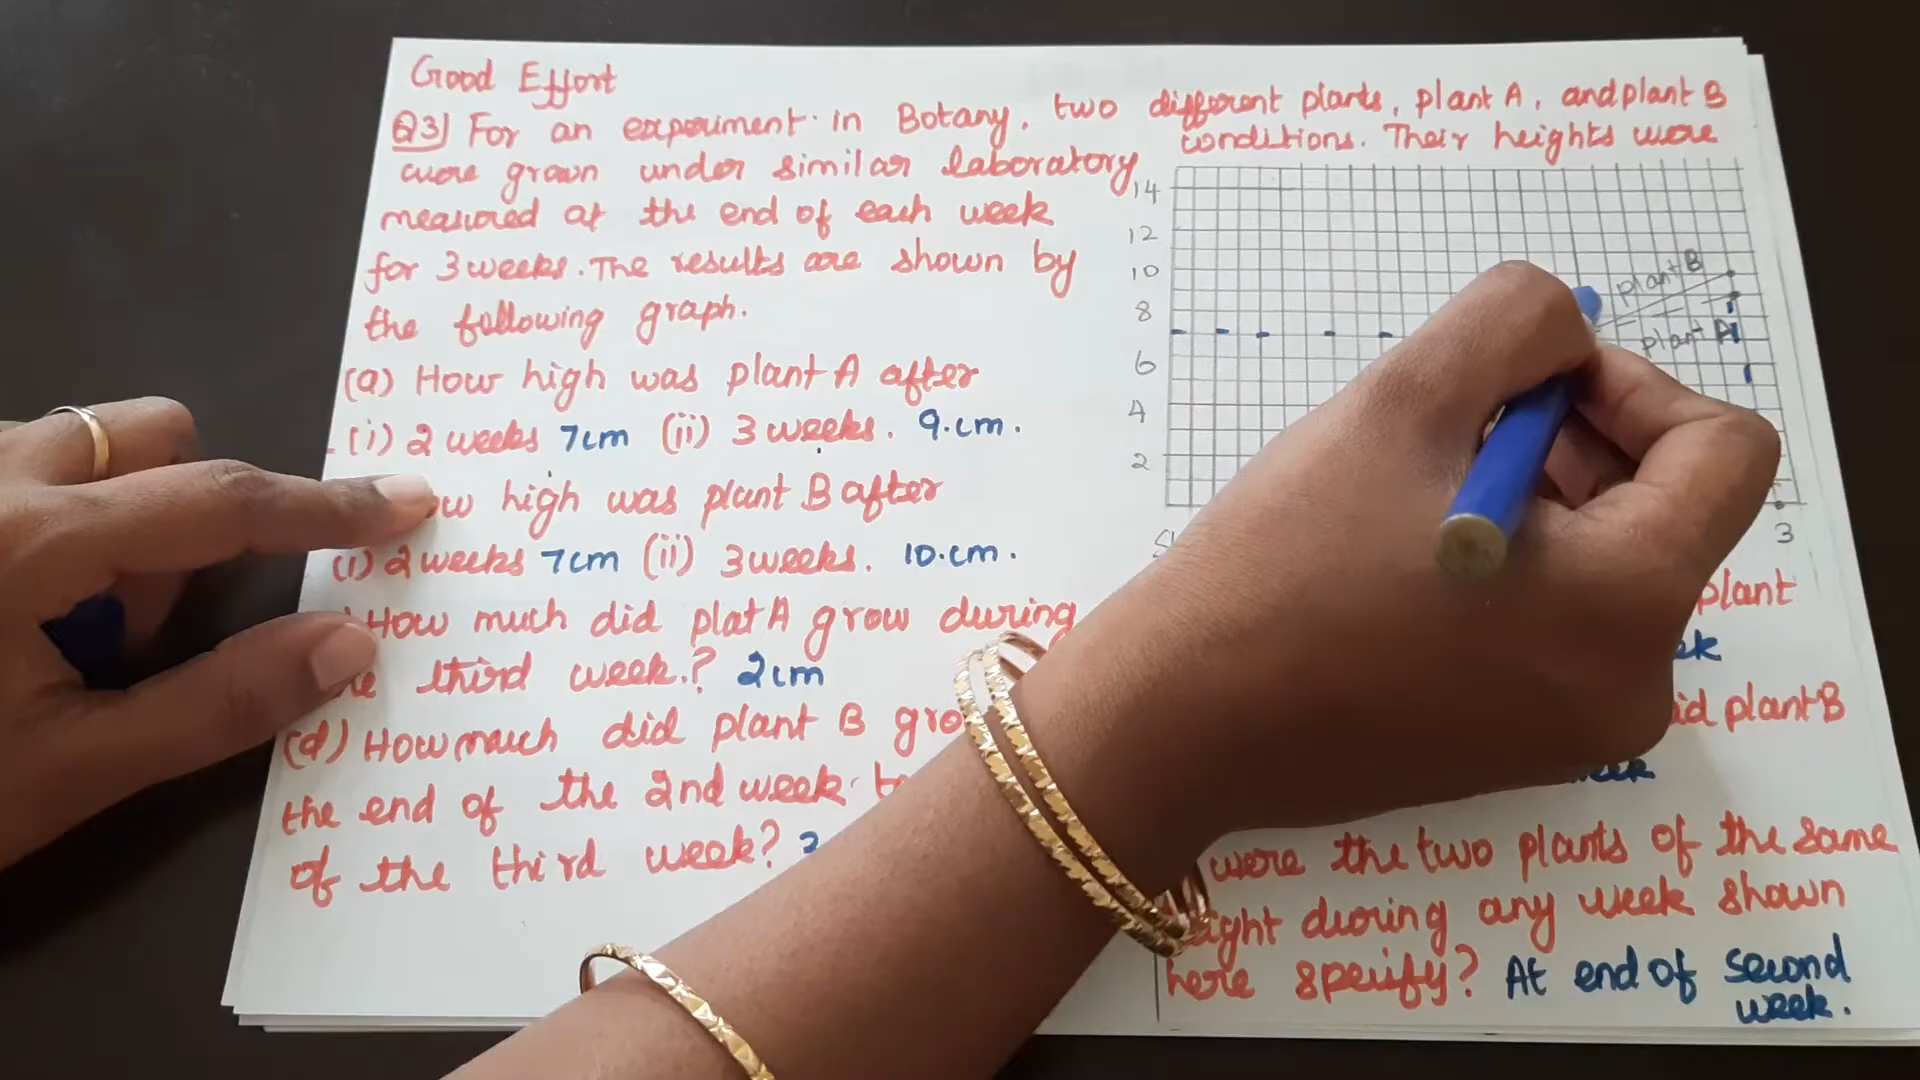 Good Effort
Q3) For an experiment in Botany, two different plants, plant A, and plant B
were grown under similar laboratory conditions. Their heights were
measured at the end of each week
for 3 weeks. The results are shown by
the following graph.
(a) How high was plant A after
(i) 2 weeks 7cm (ii) 3 weeks. 9.cm.
high was plant B after
(i) 2 weeks 7cm (ii) 3 weeks. 10.cm.
How much did plat A grow during
third week.? 2cm
(d) How much did plant B
the end of the 2nd week
of the third week?
14
12
10
8
6
4
2
plant B
plant A
3
plant
plant B
were the two plants of the same
during any week shown
here specify? At end of second
week.